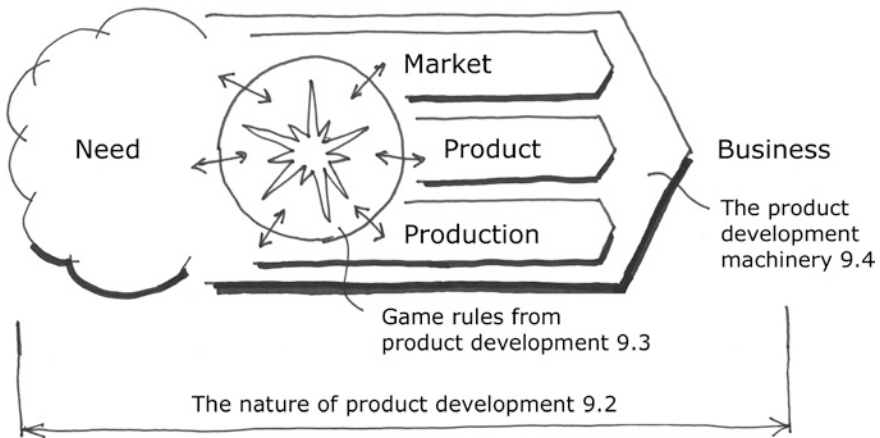 Market
Need
Product
Business
Production
The product
development
machinery 9.4
Game rules from
product development 9.3
The nature of product development 9.2